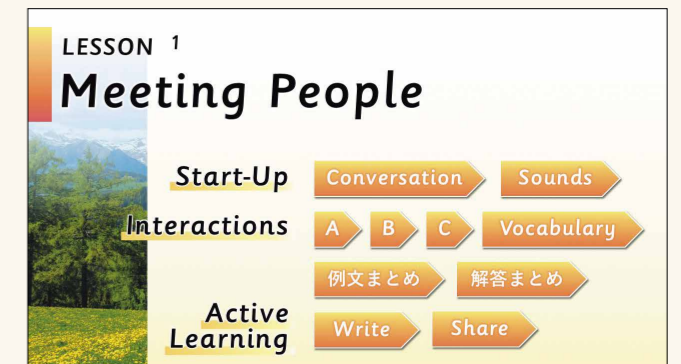 LESSON 1
Meeting People
Start-Up Conversation Sounds
Interactions A B C Vocabulary
例文まとめ 解答まとめ
Active
Learning Write Share